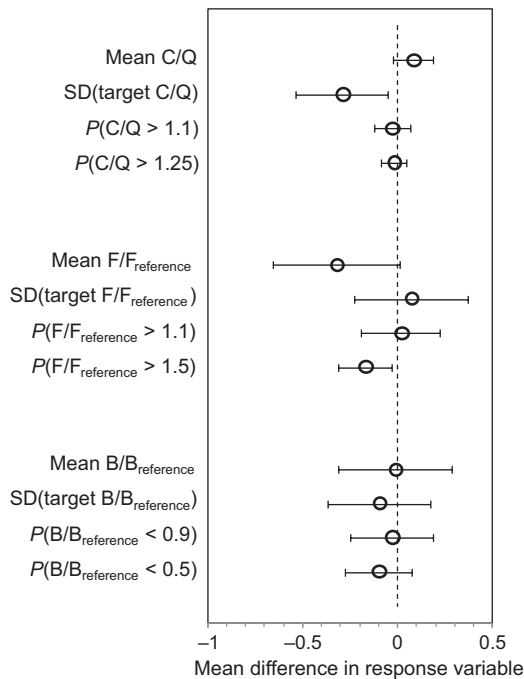 Mean C/Q
SD(target C/Q)
P(C/Q > 1.1)
P(C/Q > 1.25)
Mean F/Freference
SD(target F/Freference)
P(F/Freference > 1.1)
P(F/Freference > 1.5)
Mean B/Breference
SD(target B/Breference)
P(B/Breference < 0.9)
P(B/Breference < 0.5)
–1 –0.5 0 0.5
Mean difference in response variable